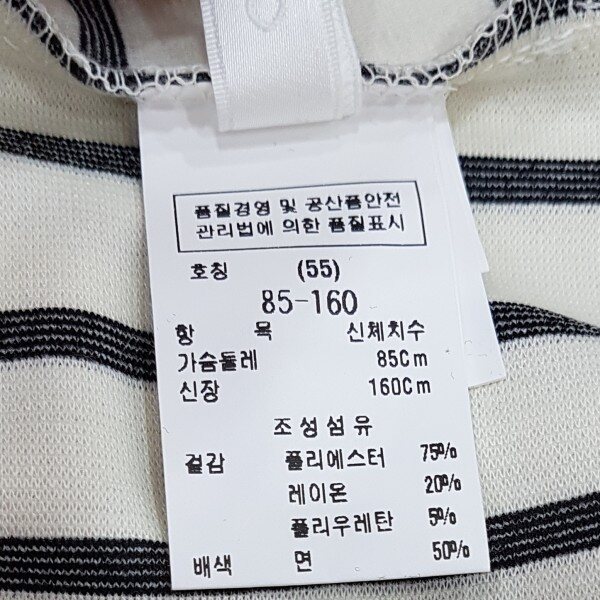 품질경영 및 공산품안전
관리법에 의한 품질표시
호칭 (55)
85-160
항 목 신체치수
가슴둘레 85Cm
신장 160Cm
조성섬유
겉감 폴리에스터 75%
레이온 20%
폴리우레탄 5%
배색 면 50%